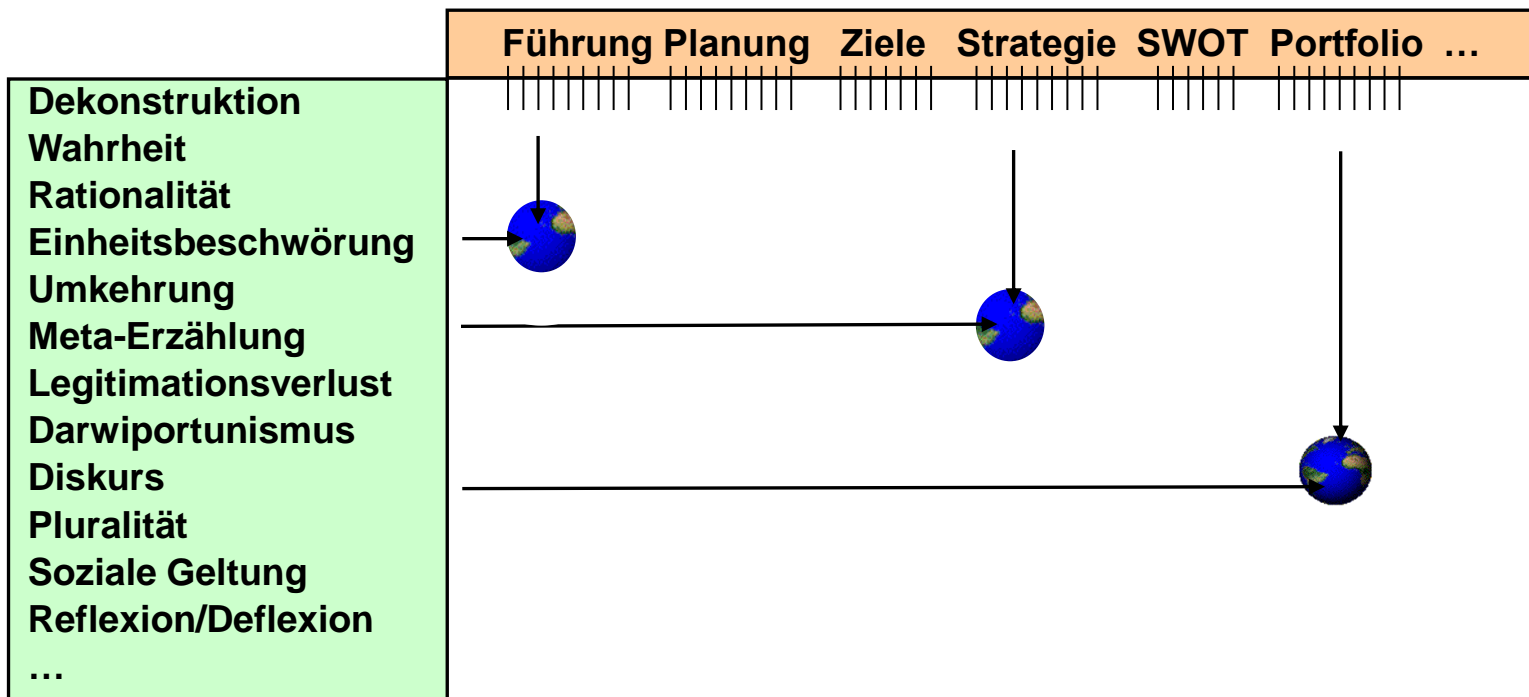 Führung Planung Ziele Strategie SWOT Portfolio …
Dekonstruktion
Wahrheit
Rationalität
Einheitsbeschwörung
Umkehrung
Meta-Erzählung
Legitimationsverlust
Darwiportunismus
Diskurs
Pluralität
Soziale Geltung
Reflexion/Deflexion
…